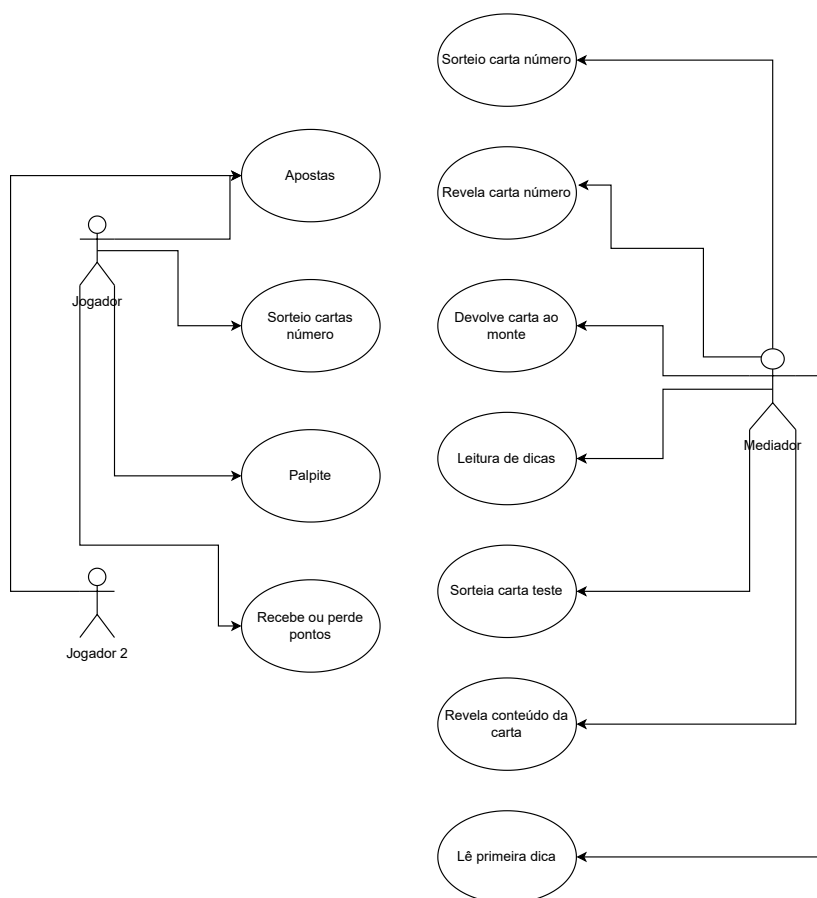 Sorteio carta número
Apostas
Revela carta número
Jogador
Sorteio cartas
número
Devolve carta ao
monte
Mediador
Palpite
Leitura de dicas
Sorteia carta teste
Recebe ou perde
pontos
Jogador 2
Revela conteúdo da
carta
Lê primeira dica